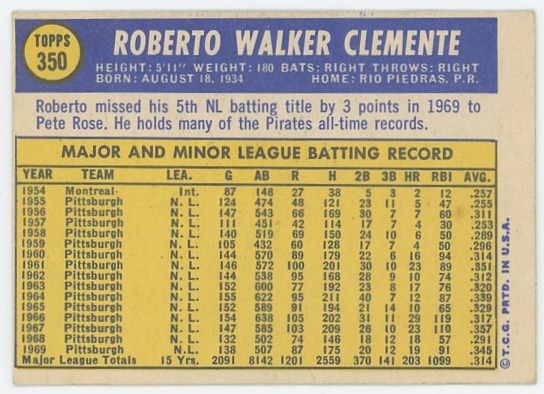 TOPPS
350
ROBERTO WALKER CLEMENTE
HEIGHT: 5'11" WEIGHT: 180 BATS: RIGHT THROWS: RIGHT
BORN: AUGUST 18, 1934 HOME: RIO PIEDRAS, P.R.
Roberto missed his 5th NL batting title by 3 points in 1969 to
Pete Rose. He holds many of the Pirates all-time records.
MAJOR AND MINOR LEAGUE BATTING RECORD
YEAR TEAM LEA. G AB R H 2B 3B HR RBI AVG.
1954 Montreal Int. 87 148 27 38 5 3 2 12 .257
1955 Pittsburgh N. L. 124 474 48 121 23 11 5 47 .255
1956 Pittsburgh N. L. 147 543 66 169 30 7 7 60 .311
1957 Pittsburgh N. L. 111 451 42 114 17 7 4 30 .253
1958 Pittsburgh N. L. 140 519 69 150 24 10 6 50 .289
1959 Pittsburgh N. L. 105 432 60 128 17 7 4 50 .296
1960 Pittsburgh N. L. 144 570 89 179 22 6 16 94 .314
1961 Pittsburgh N. L. 146 572 100 201 30 10 23 89 .351
1962 Pittsburgh N. L. 144 538 95 168 28 9 10 74 .312
1963 Pittsburgh N. L. 152 600 77 192 23 8 17 76 .320
1964 Pittsburgh N. L. 155 622 95 211 40 7 12 87 .339
1965 Pittsburgh N. L. 152 589 91 194 21 14 10 65 .329
1966 Pittsburgh N. L. 154 638 105 202 31 11 29 119 .317
1967 Pittsburgh N. L. 147 585 103 209 26 10 23 110 .357
1968 Pittsburgh N. L. 132 502 74 146 18 12 18 57 .291
1969 Pittsburgh N. L. 138 507 87 175 20 12 19 91 .345
Major League Totals 15 Yrs. 2091 8142 1201 2559 370 141 203 1099 .314
© T.C.G. PRTD. IN U.S.A.